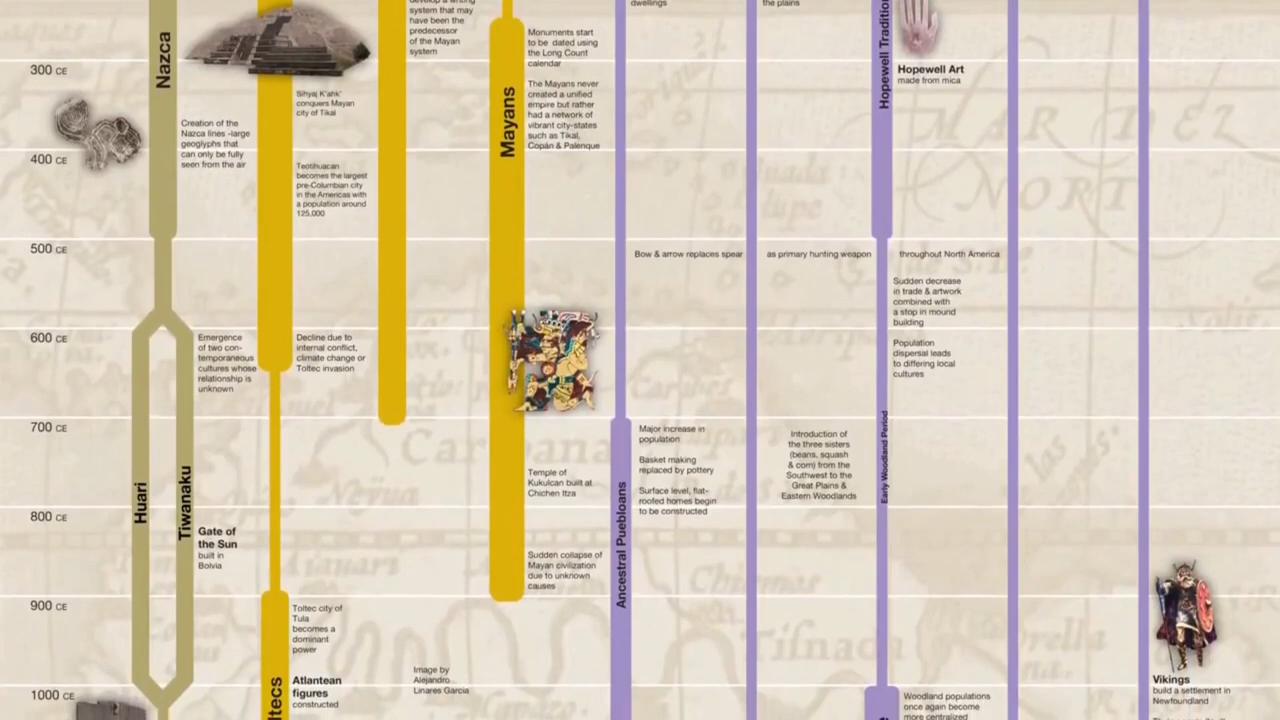 dwellings
the plains
system that may
have been the
predecessor
of the Mayan
system
Monuments start
to be dated using
the Long Count
calendar
The Mayans never
created a unified
empire but rather
had a network of
vibrant city-states
such as Tikal,
Copán & Palenque
Nazca
Mayans
Hopewell Tradition
Hopewell Art
made from mica
300 CE
Sihyaj K'ahk'
conquers Mayan
city of Tikal
Creation of the
Nazca lines -large
geoglyphs that
can only be fully
seen from the air
400 CE
Teotihuacan
becomes the largest
pre-Columbian city
in the Americas with
a population around
125,000
500 CE
Bow & arrow replaces spear
as primary hunting weapon
throughout North America
Sudden decrease
in trade & artwork
combined with
a stop in mound
building
Population
dispersal leads
to differing local
cultures
600 CE
Emergence
of two con-
temporaneous
cultures whose
relationship is
unknown
Decline due to
internal conflict,
climate change or
Toltec invasion
700 CE
Major increase in
population
Basket making
replaced by pottery
Surface level, flat-
roofed homes begin
to be constructed
Introduction of
the three sisters
(beans, squash
& corn) from the
Southwest to the
Great Plains &
Eastern Woodlands
Early Woodland Period
Temple of
Kukulcan built at
Chichen Itza
Huari
Tiwanaku
Ancestral Puebloans
800 CE
Gate of
the Sun
built in
Bolvia
Sudden collapse of
Mayan civilization
due to unknown
causes
900 CE
Toltec city of
Tula
becomes a
dominant
power
Atlantean
figures
constructed
Image by
Alejandro
Linares Garcia
Vikings
build a settlement in
Newfoundland
1000 CE
ltecs
Woodland populations
once again become
more centralized